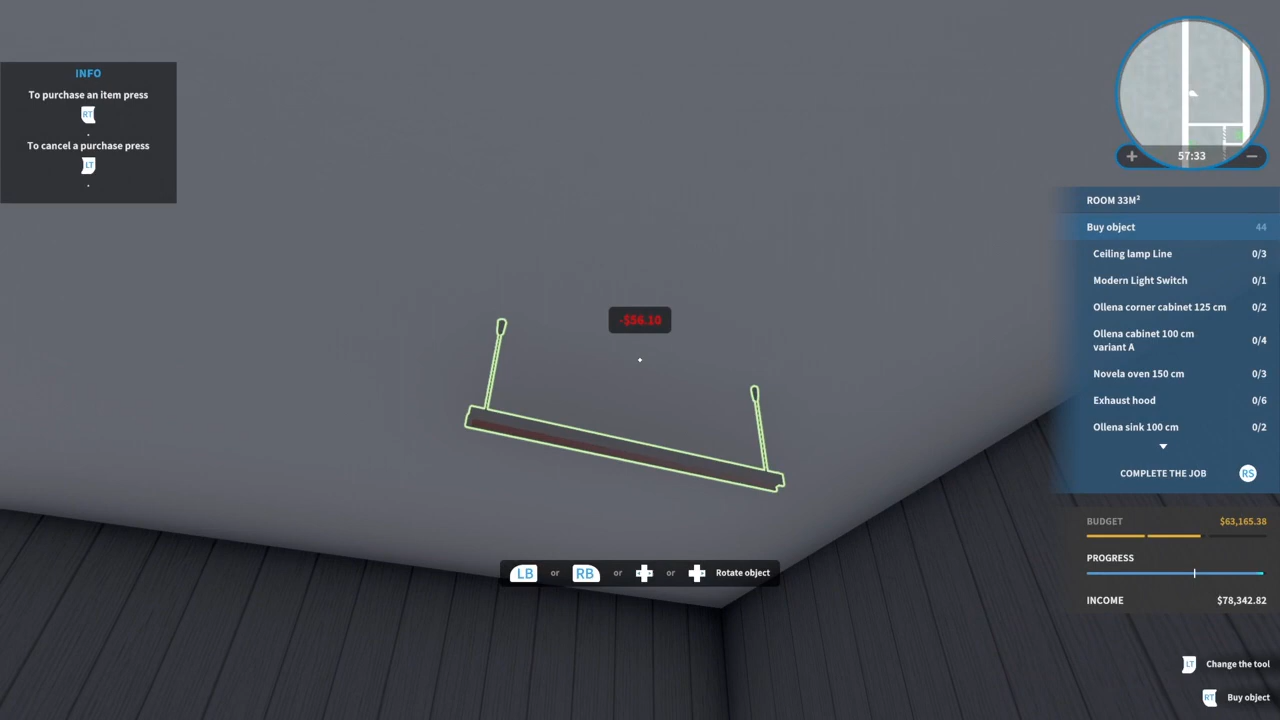 INFO
To purchase an item press
RT
.
To cancel a purchase press
LT
.
-$56.10
+ 57:33 −
ROOM 33M²
Buy object 44
Ceiling lamp Line 0/3
Modern Light Switch 0/1
Ollena corner cabinet 125 cm 0/2
Ollena cabinet 100 cm
variant A 0/4
Novela oven 150 cm 0/3
Exhaust hood 0/6
Ollena sink 100 cm 0/2
COMPLETE THE JOB RS
BUDGET $63,165.38
PROGRESS
INCOME $78,342.82
LB or RB or or Rotate object
LT Change the tool
RT Buy object